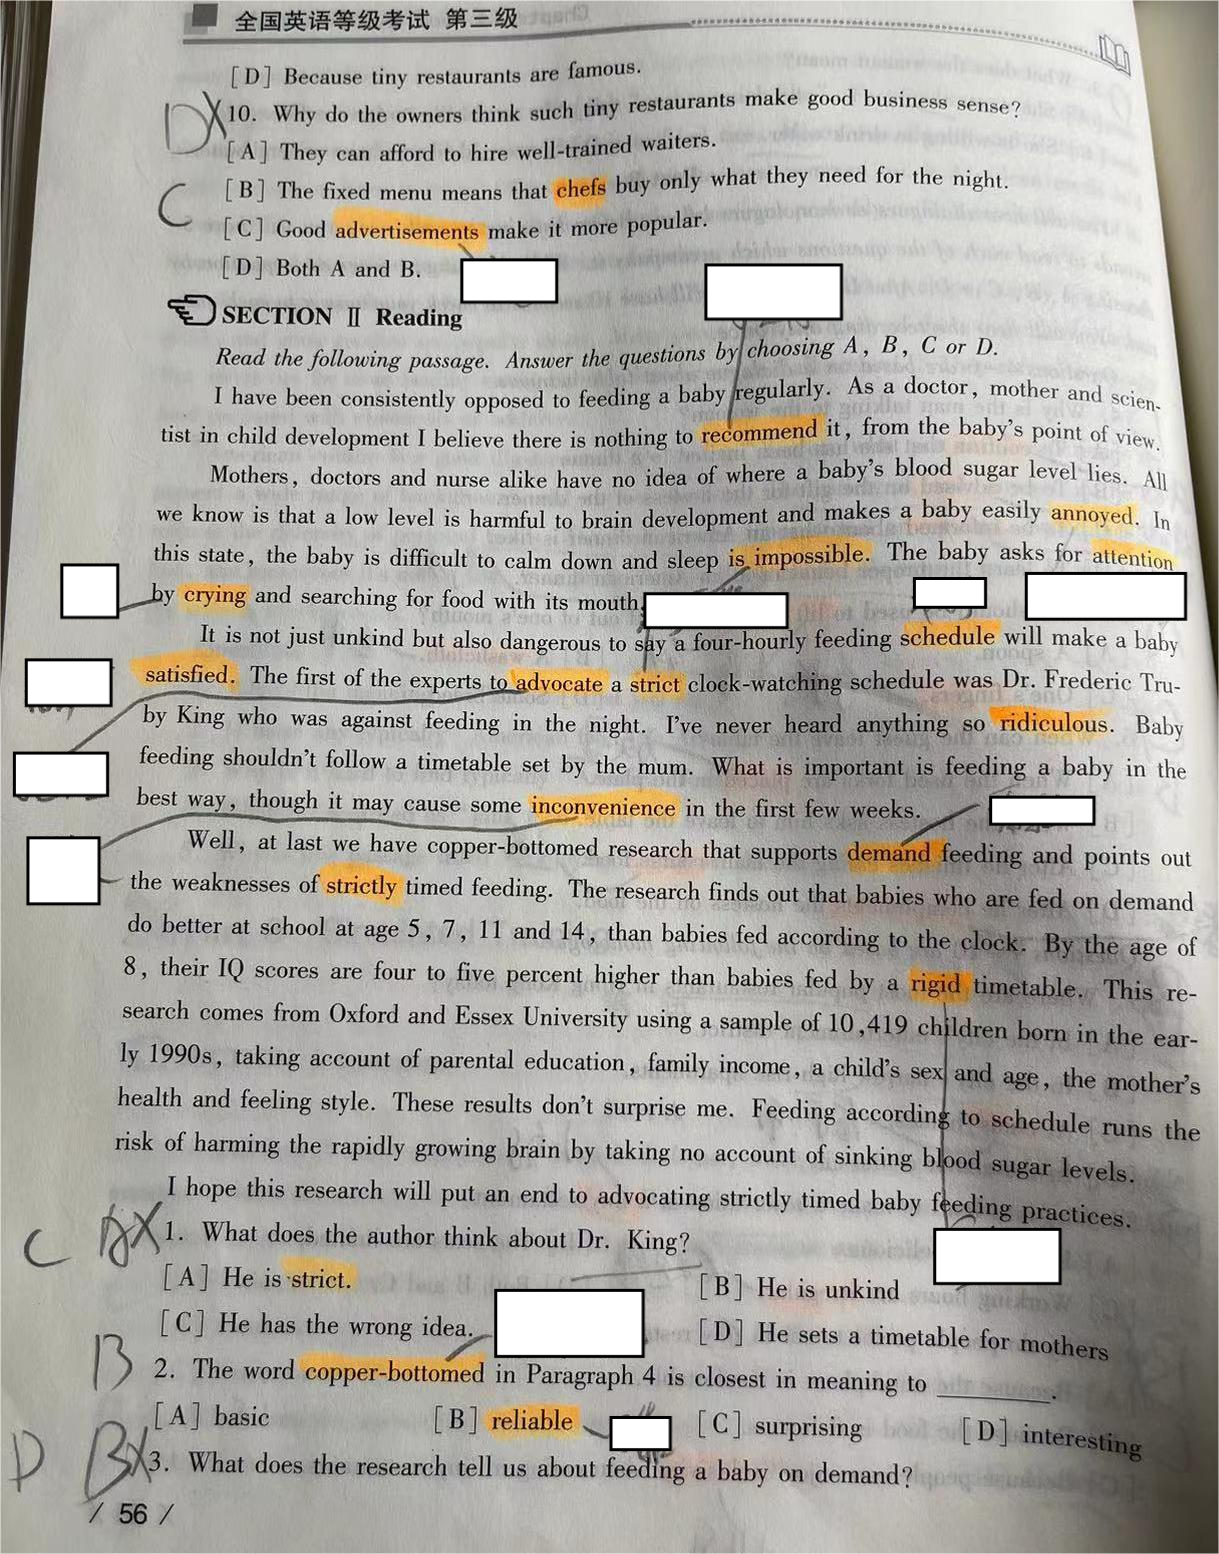 全国英语等级考试 第三级
[D] Because tiny restaurants are famous.
DX
10. Why do the owners think such tiny restaurants make good business sense?
[A] They can afford to hire well-trained waiters.
C
[B] The fixed menu means that chefs buy only what they need for the night.
[C] Good advertisements make it more popular.
[D] Both A and B.
SECTION Ⅱ Reading
Read the following passage. Answer the questions by choosing A, B, C or D.
I have been consistently opposed to feeding a baby regularly. As a doctor, mother and scien-
tist in child development I believe there is nothing to recommend it, from the baby's point of view.
Mothers, doctors and nurse alike have no idea of where a baby's blood sugar level lies. All
we know is that a low level is harmful to brain development and makes a baby easily annoyed. In
this state, the baby is difficult to calm down and sleep is impossible. The baby asks for attention
by crying and searching for food with its mouth.
It is not just unkind but also dangerous to say a four-hourly feeding schedule will make a baby
satisfied. The first of the experts to advocate a strict clock-watching schedule was Dr. Frederic Tru-
by King who was against feeding in the night. I've never heard anything so ridiculous. Baby
feeding shouldn't follow a timetable set by the mum. What is important is feeding a baby in the
best way, though it may cause some inconvenience in the first few weeks.
Well, at last we have copper-bottomed research that supports demand feeding and points out
the weaknesses of strictly timed feeding. The research finds out that babies who are fed on demand
do better at school at age 5, 7, 11 and 14, than babies fed according to the clock. By the age of
8, their IQ scores are four to five percent higher than babies fed by a rigid timetable. This re-
search comes from Oxford and Essex University using a sample of 10,419 children born in the ear-
ly 1990s, taking account of parental education, family income, a child's sex and age, the mother's
health and feeling style. These results don't surprise me. Feeding according to schedule runs the
risk of harming the rapidly growing brain by taking no account of sinking blood sugar levels.
I hope this research will put an end to advocating strictly timed baby feeding practices.
C
1. What does the author think about Dr. King?
[A] He is strict.
[B] He is unkind
[C] He has the wrong idea.
[D] He sets a timetable for mothers
B
2. The word copper-bottomed in Paragraph 4 is closest in meaning to ________.
[A] basic [B] reliable [C] surprising [D] interesting
D BX
3. What does the research tell us about feeding a baby on demand?
/ 56 /